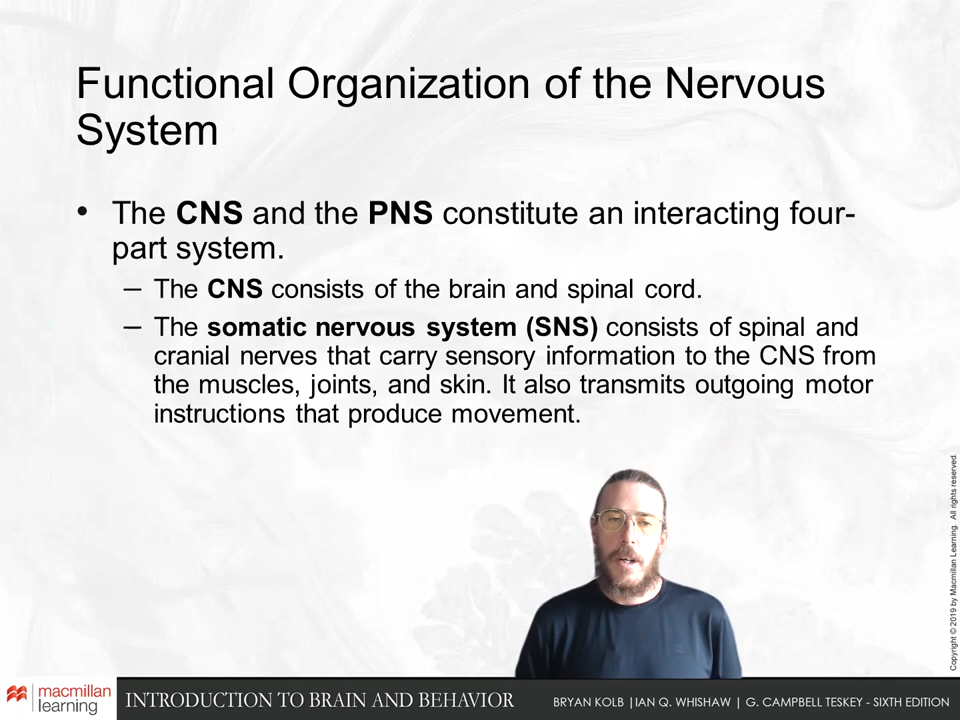 Functional Organization of the Nervous
System
• The CNS and the PNS constitute an interacting four-
part system.
– The CNS consists of the brain and spinal cord.
– The somatic nervous system (SNS) consists of spinal and
cranial nerves that carry sensory information to the CNS from
the muscles, joints, and skin. It also transmits outgoing motor
instructions that produce movement.
Copyright © 2019 by Macmillan Learning. All rights reserved.
macmillan
learning
INTRODUCTION TO BRAIN AND BEHAVIOR
BRYAN KOLB |IAN Q. WHISHAW | G. CAMPBELL TESKEY - SIXTH EDITION